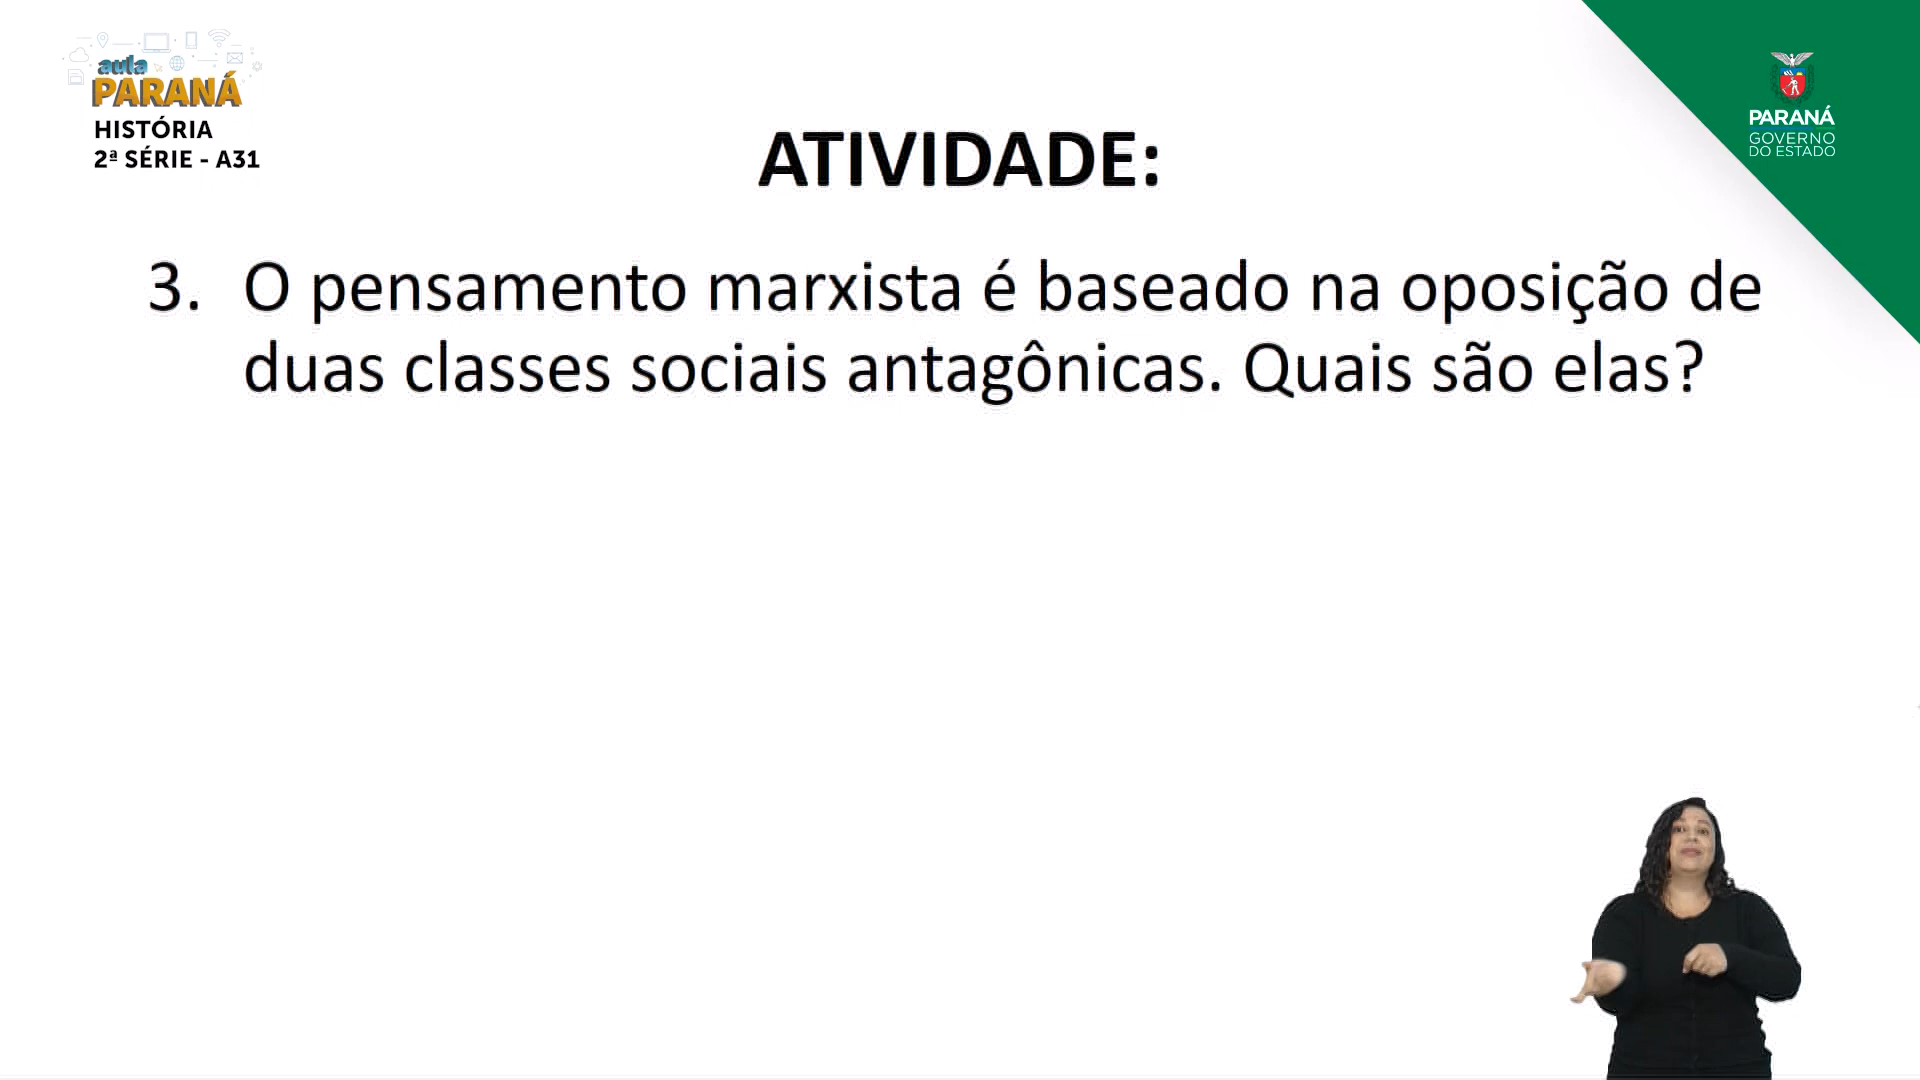 aula
PARANÁ
HISTÓRIA
2ª SÉRIE - A31
PARANÁ
GOVERNO
DO ESTADO
ATIVIDADE:
3. O pensamento marxista é baseado na oposição de
duas classes sociais antagônicas. Quais são elas?